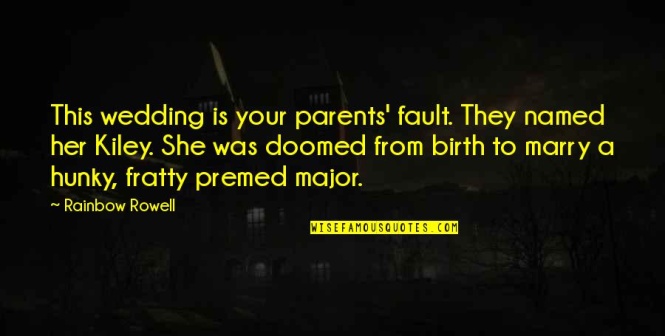 This wedding is your parents' fault. They named
her Kiley. She was doomed from birth to marry a
hunky, fratty premed major.
~ Rainbow Rowell
WISEFAMOUSQUOTES.COM